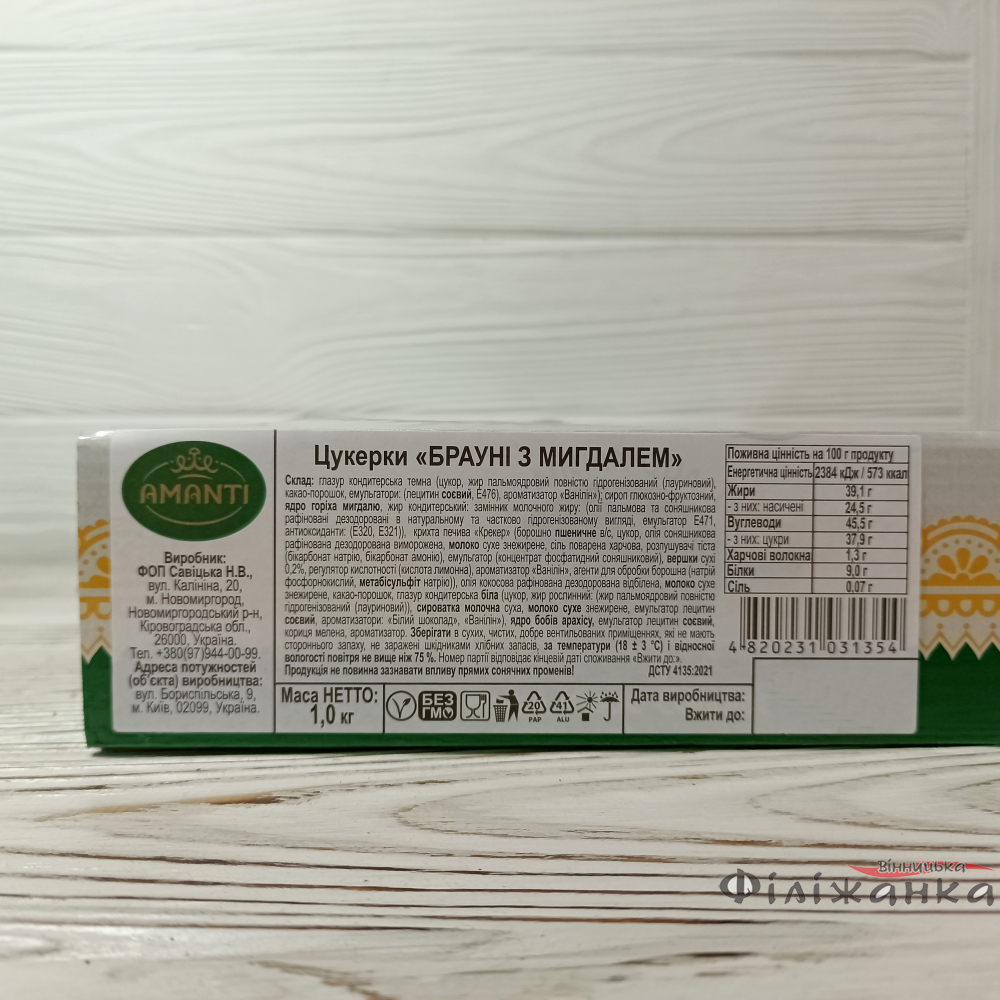 AMANTI
Виробник:
ФОП Савіцька Н.В.,
вул. Калініна, 20,
м. Новомиргород,
Новомиргородський р-н,
Кіровоградська обл.,
26000, Україна.
Тел. +380(97)944-00-99.
Адреса потужностей
(об'єкта) виробництва:
вул. Бориспільська, 9,
м. Київ, 02099, Україна.
Цукерки «БРАУНІ З МИГДАЛЕМ»
Склад: глазур кондитерська темна (цукор, жир пальмоядровий повністю гідрогенізований (лауриновий),
какао-порошок, емульгатори: (лецитин соєвий, Е476), ароматизатор «Ванілін»); сироп глюкозно-фруктозний,
ядро горіха мигдалю, жир кондитерський: замінник молочного жиру: (олії пальмова та соняшникова
рафіновані дезодоровані в натуральному та частково гідрогенізованому вигляді, емульгатор Е471,
антиоксиданти: (Е320, Е321)), крихта печива «Крекер» (борошно пшеничне в/с, цукор, олія соняшникова
рафінована дезодорована виморожена, молоко сухе знежирене, сіль поварена харчова, розпушувачі тіста
(бікарбонат натрію, бікарбонат амонію), емульгатор (концентрат фосфатидний соняшниковий), вершки сухі
0,2%, регулятор кислотності (кислота лимонна), ароматизатор «Ванілін», агенти для обробки борошна (натрій
фосфорнокислий, метабісульфіт натрію)), олія кокосова рафінована дезодорована відбілена, молоко сухе
знежирене, какао-порошок, глазур кондитерська біла (цукор, жир рослинний: (жир пальмоядровий повністю
гідрогенізований (лауриновий)), сироватка молочна суха, молоко сухе знежирене, емульгатор лецитин
соєвий, ароматизатори: «Білий шоколад», «Ванілін»), ядро бобів арахісу, емульгатор лецитин соєвий,
кориця мелена, ароматизатор. Зберігати в сухих, чистих, добре вентильованих приміщеннях, які не мають
стороннього запаху, не заражені шкідниками хлібних запасів, за температури (18 ± 3 °С) і відносної
вологості повітря не вище ніж 75 %. Номер партії відповідає кінцевій даті споживання «Вжити до:».
Продукція не повинна зазнавати впливу прямих сонячних променів! ДСТУ 4135:2021
Поживна цінність на 100 г продукту
Енергетична цінність 2384 кДж / 573 ккал
Жири 39,1 г
- з них: насичені 24,5 г
Вуглеводи 45,5 г
- з них: цукри 37,9 г
Харчові волокна 1,3 г
Білки 9,0 г
Сіль 0,07 г
4 820231 031354
Маса НЕТТО:
1,0 кг
БЕЗ
ГМО
20
PAP
41
ALU
Дата виробництва:
Вжити до:
Вінницька
Філіжанка